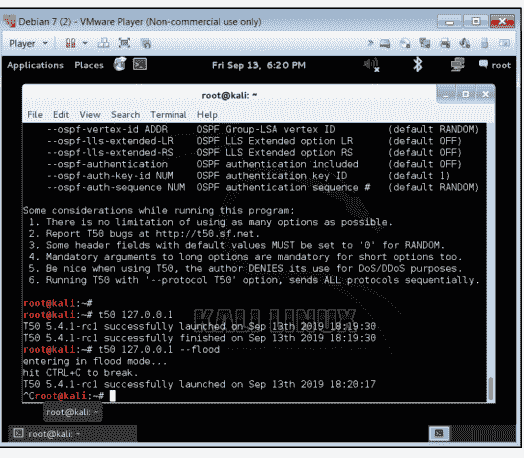 Debian 7 (2) - VMware Player (Non-commercial use only)
Player
Applications Places Fri Sep 13, 6:20 PM root
root@kali: ~
File Edit View Search Terminal Help
--ospf-vertex-id ADDR OSPF Group-LSA vertex ID (default RANDOM)
--ospf-lls-extended-LR OSPF LLS Extended option LR (default OFF)
--ospf-lls-extended-RS OSPF LLS Extended option RS (default OFF)
--ospf-authentication OSPF authentication included (default OFF)
--ospf-auth-key-id NUM OSPF authentication key ID (default 1)
--ospf-auth-sequence NUM OSPF authentication sequence # (default RANDOM)
Some considerations while running this program:
1. There is no limitation of using as many options as possible.
2. Report T50 bugs at http://t50.sf.net.
3. Some header fields with default values MUST be set to '0' for RANDOM.
4. Mandatory arguments to long options are mandatory for short options too.
5. Be nice when using T50, the author DENIES its use for DoS/DDoS purposes.
6. Running T50 with '--protocol T50' option, sends ALL protocols sequentially.
root@kali:~#
root@kali:~# t50 127.0.0.1
KALI LINUX
T50 5.4.1-rc1 successfully launched on Sep 13th 2019 18:19:30
T50 5.4.1-rc1 successfully finished on Sep 13th 2019 18:19:30
root@kali:~# t50 127.0.0.1 --flood
entering in flood mode...
hit CTRL+C to break.
T50 5.4.1-rc1 successfully launched on Sep 13th 2019 18:20:17
^Croot@kali:~#
root@kali: ~
root@kali: ~